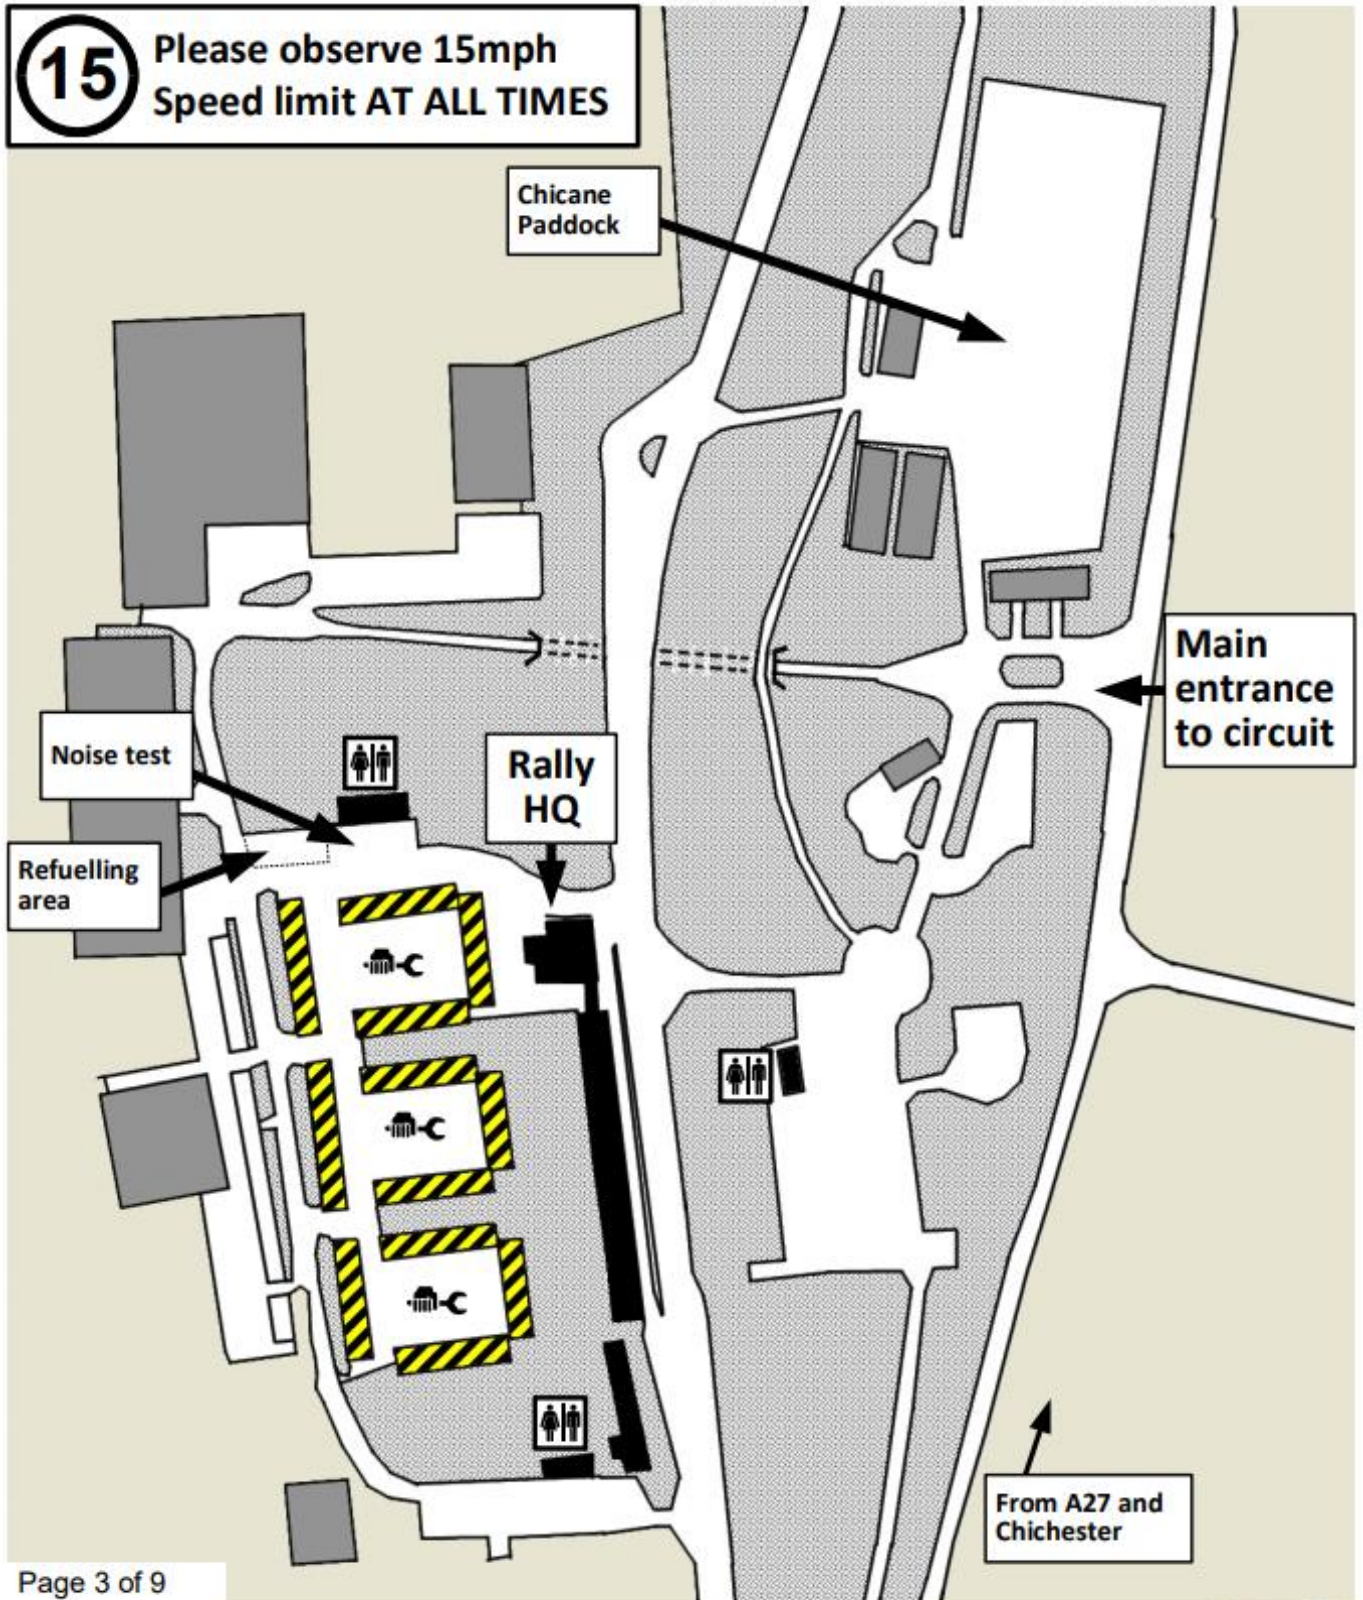 15
Please observe 15mph
Speed limit AT ALL TIMES
Chicane
Paddock
Main
entrance
to circuit
Noise test
Rally
HQ
Refuelling
area
From A27 and
Chichester
Page 3 of 9